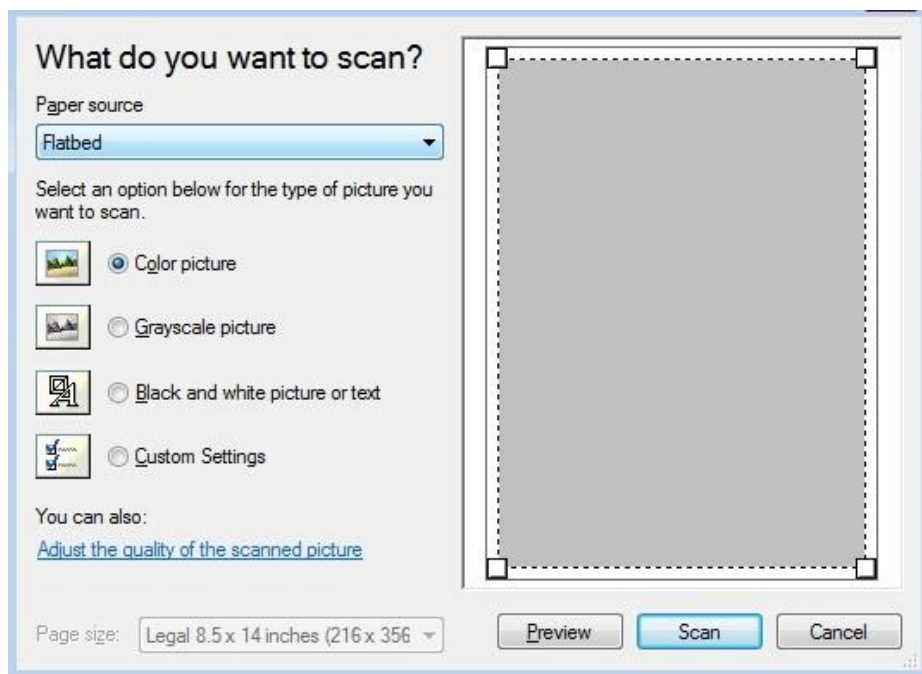 What do you want to scan?
Paper source
Flatbed
Select an option below for the type of picture you
want to scan.
Color picture
Grayscale picture
Black and white picture or text
Custom Settings
You can also:
Adjust the quality of the scanned picture
Page size: Legal 8.5 x 14 inches (216 x 356
Preview Scan Cancel